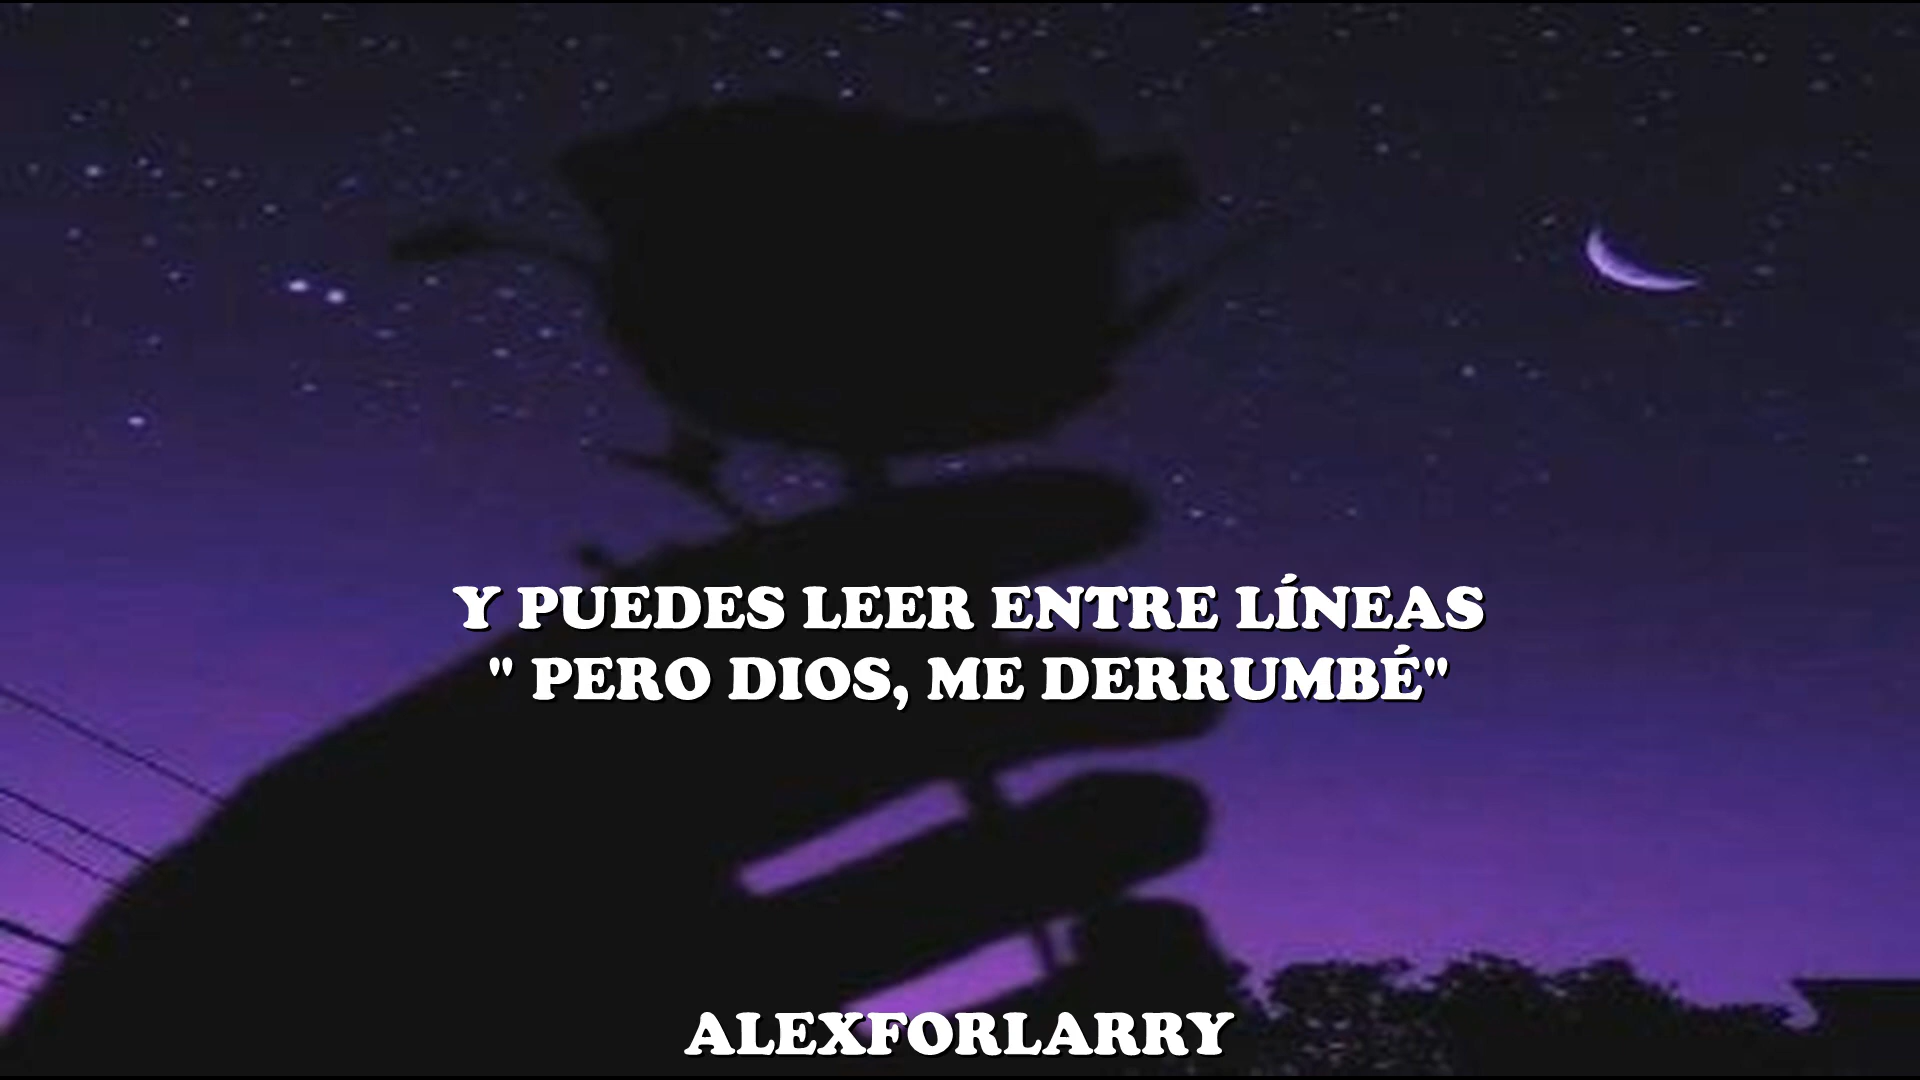 Y PUEDES LEER ENTRE LÍNEAS
" PERO DIOS, ME DERRUMBÉ"
ALEXFORLARRY